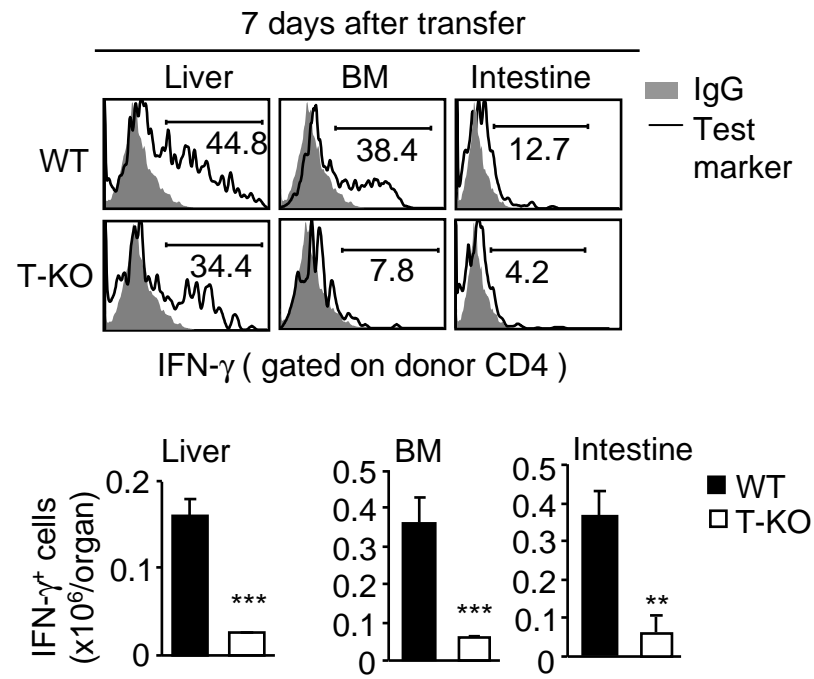 7 days after transfer
Liver BM Intestine
IgG
Test
marker
WT
44.8 38.4 12.7
T-KO
34.4 7.8 4.2
IFN-γ ( gated on donor CD4 )
Liver BM Intestine
IFN-γ⁺ cells
(x10⁶/organ)
0.2
0.1
0
***
0.5
0.4
0.3
0.2
0.1
0
***
0.5
0.4
0.3
0.2
0.1
0
**
WT
T-KO